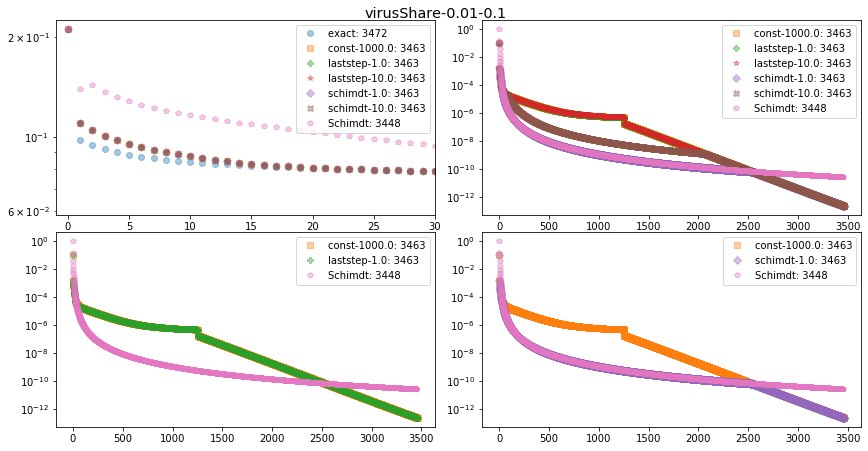 virusShare-0.01-0.1
2×10⁻¹
10⁻¹
6×10⁻²
0 5 10 15 20 25 30
exact: 3472
const-1000.0: 3463
laststep-1.0: 3463
laststep-10.0: 3463
schimdt-1.0: 3463
schimdt-10.0: 3463
Schimdt: 3448
10⁰
10⁻²
10⁻⁴
10⁻⁶
10⁻⁸
10⁻¹⁰
10⁻¹²
0 500 1000 1500 2000 2500 3000 3500
const-1000.0: 3463
laststep-1.0: 3463
laststep-10.0: 3463
schimdt-1.0: 3463
schimdt-10.0: 3463
Schimdt: 3448
10⁰
10⁻²
10⁻⁴
10⁻⁶
10⁻⁸
10⁻¹⁰
10⁻¹²
0 500 1000 1500 2000 2500 3000 3500
const-1000.0: 3463
laststep-1.0: 3463
Schimdt: 3448
10⁰
10⁻²
10⁻⁴
10⁻⁶
10⁻⁸
10⁻¹⁰
10⁻¹²
0 500 1000 1500 2000 2500 3000 3500
const-1000.0: 3463
schimdt-1.0: 3463
Schimdt: 3448